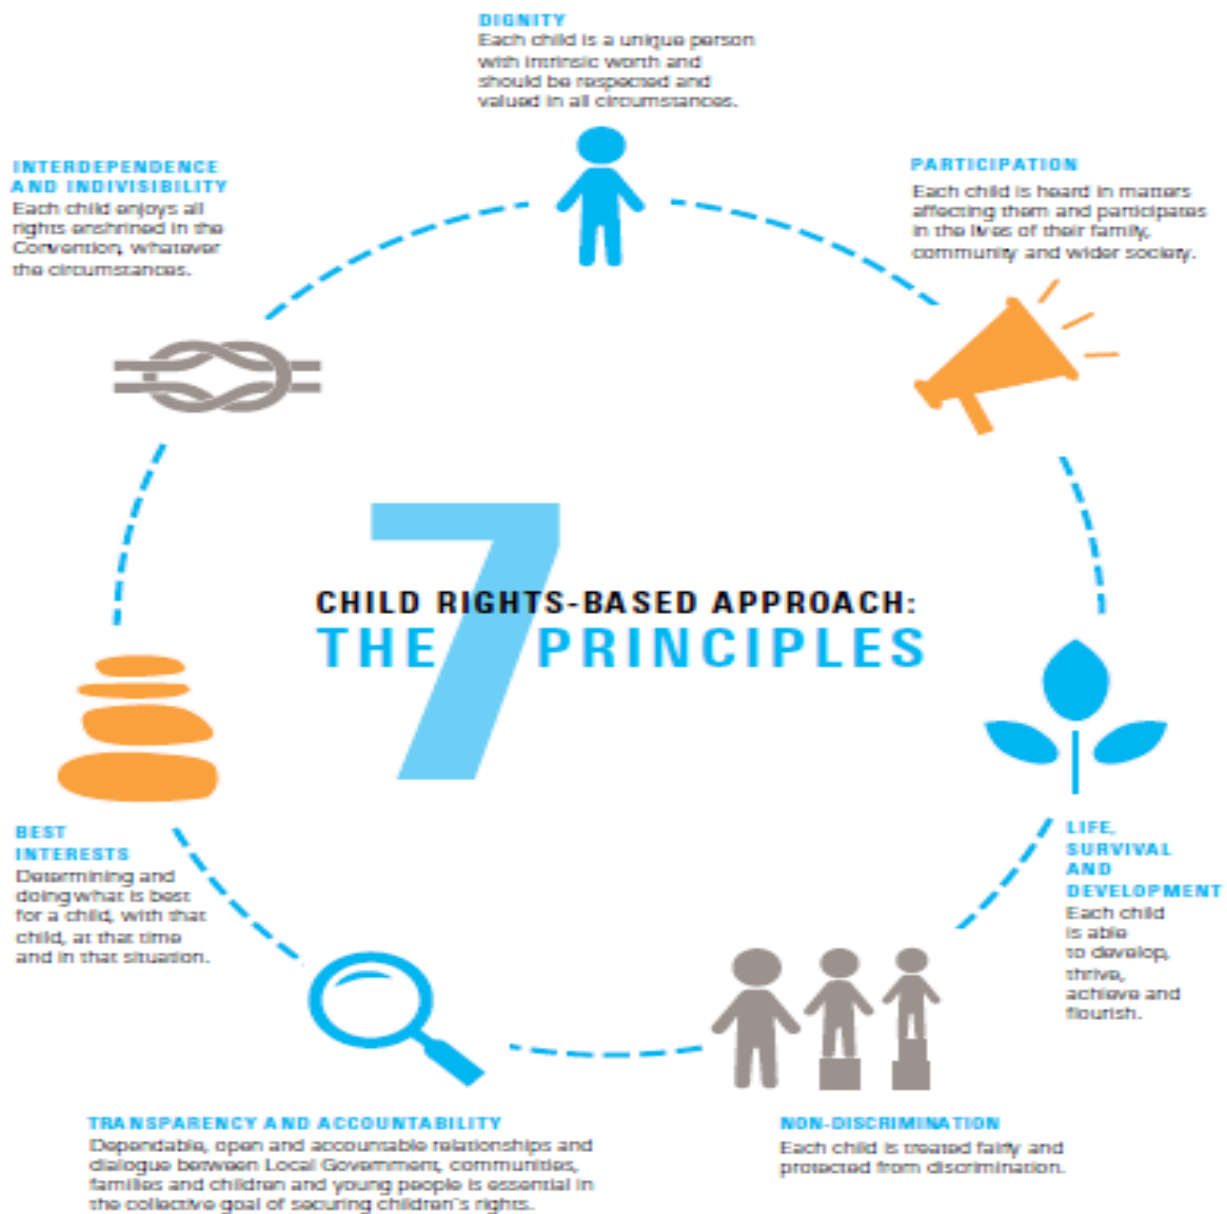 DIGNITY
Each child is a unique person
with intrinsic worth and
should be respected and
valued in all circumstances.
PARTICIPATION
Each child is heard in matters
affecting them and participates
in the lives of their family,
community and wider society.
LIFE,
SURVIVAL
AND
DEVELOPMENT
Each child
is able
to develop,
thrive,
achieve and
flourish.
NON-DISCRIMINATION
Each child is treated fairly and
protected from discrimination.
TRANSPARENCY AND ACCOUNTABILITY
Dependable, open and accountable relationships and
dialogue between Local Government, communities,
families and children and young people is essential in
the collective goal of securing children's rights.
BEST
INTERESTS
Determining and
doing what is best
for a child, with that
child, at that time
and in that situation.
INTERDEPENDENCE
AND INDIVISIBILITY
Each child enjoys all
rights enshrined in the
Convention, whatever
the circumstances.
CHILD RIGHTS-BASED APPROACH:
THE 7 PRINCIPLES